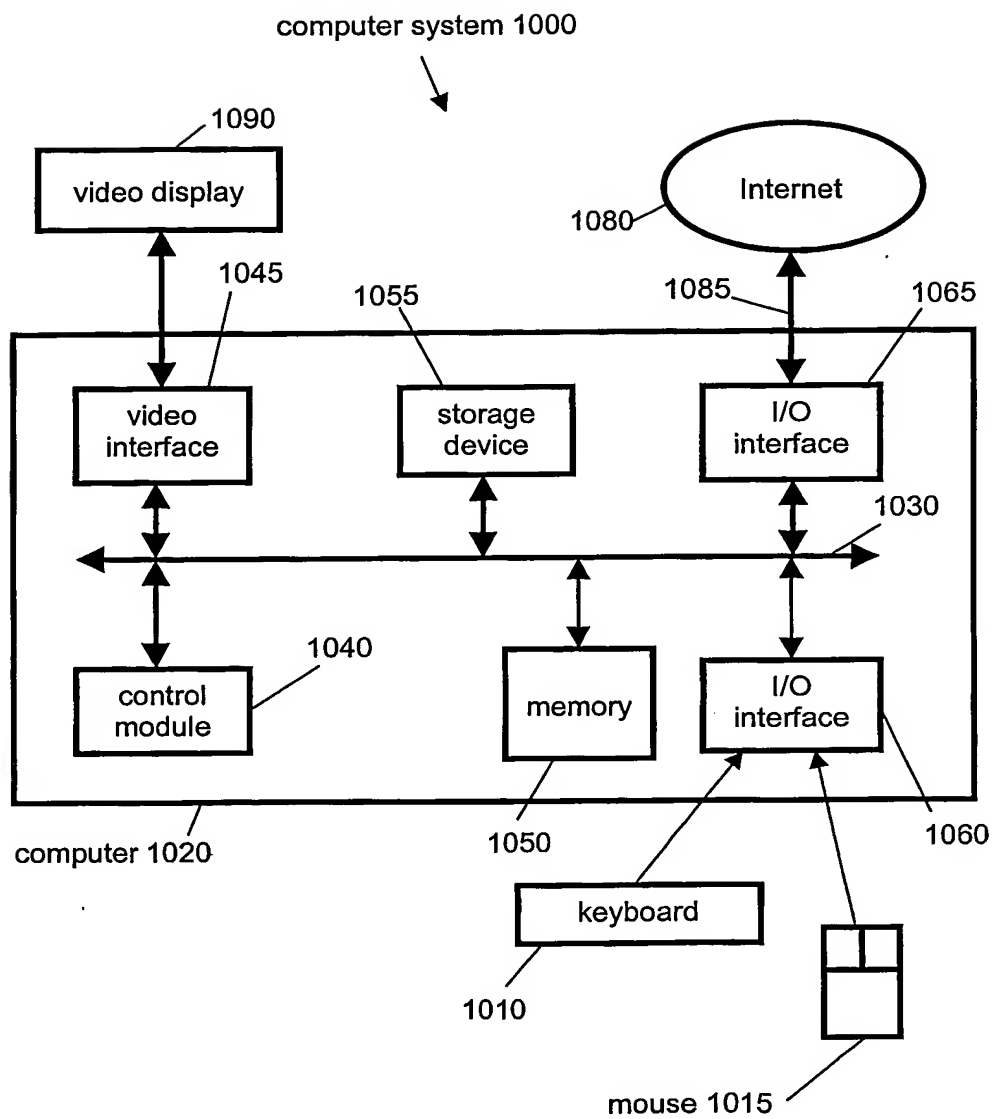 computer system 1000
1090
video display
Internet
1080
1045
1055
1085
1065
video
interface
storage
device
I/O
interface
1030
1040
control
module
memory
I/O
interface
1050
1060
computer 1020
keyboard
1010
mouse 1015